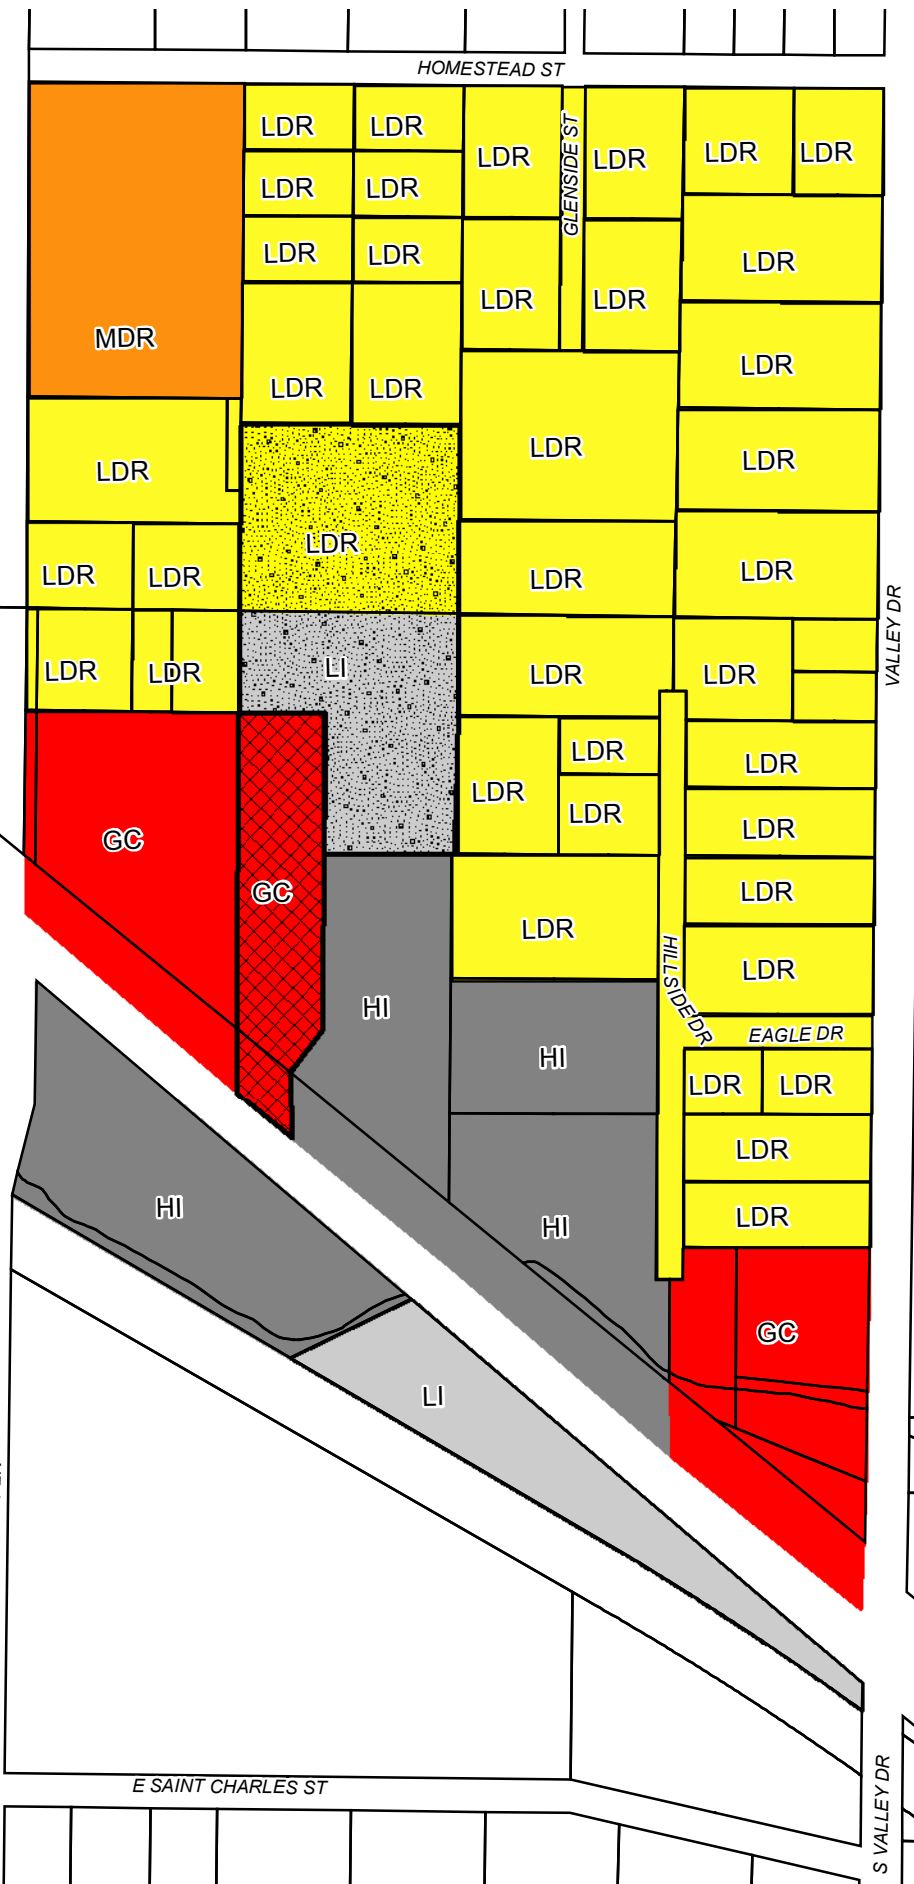 HOMESTEAD ST
LDR LDR LDR GLENSIDE ST LDR LDR LDR
LDR LDR
LDR LDR LDR
LDR LDR
MDR LDR
LDR LDR LDR
LDR LDR LDR
LDR LDR LDR
LDR LDR LDR LDR
VALLEY DR
LDR LDR LI LDR LDR
LDR LDR
LDR LDR
GC LDR
GC LDR
LDR HILLSIDE DR LDR
HI
EAGLE DR
HI LDR LDR
LDR
HI HI LDR
GC
LI
E SAINT CHARLES ST
S VALLEY DR